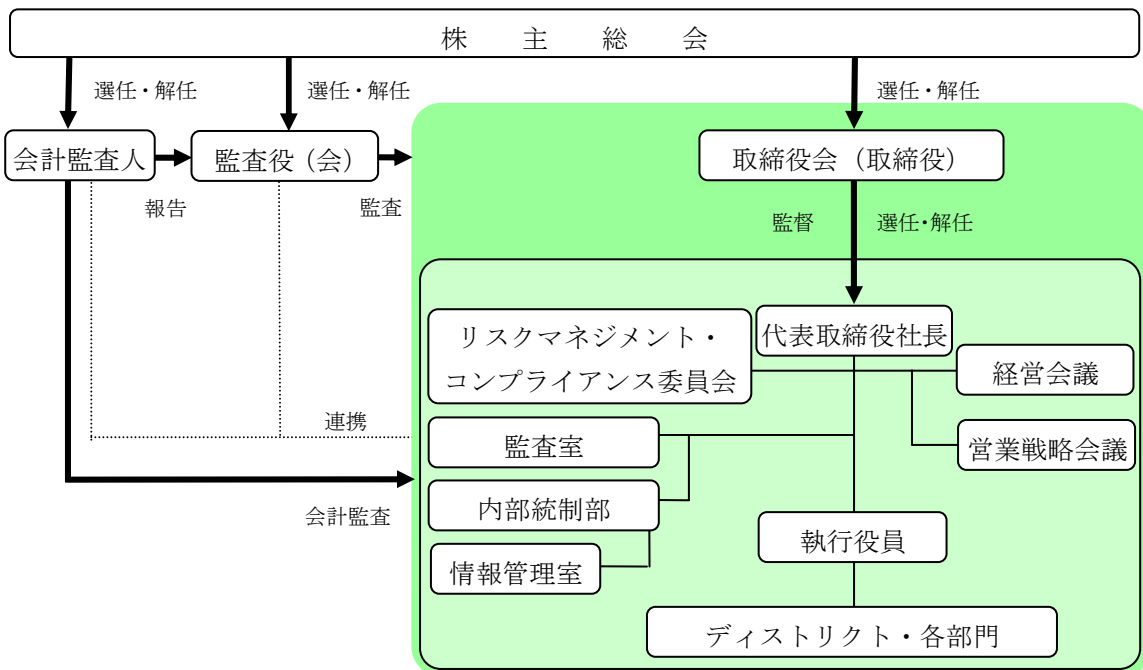 株 主 総 会
選任・解任
選任・解任
選任・解任
会計監査人
監査役（会）
取締役会（取締役）
報告
監査
監督
選任・解任
リスクマネジメント・
コンプライアンス委員会
代表取締役社長
経営会議
連携
監査室
営業戦略会議
内部統制部
会計監査
執行役員
情報管理室
ディストリクト・各部門